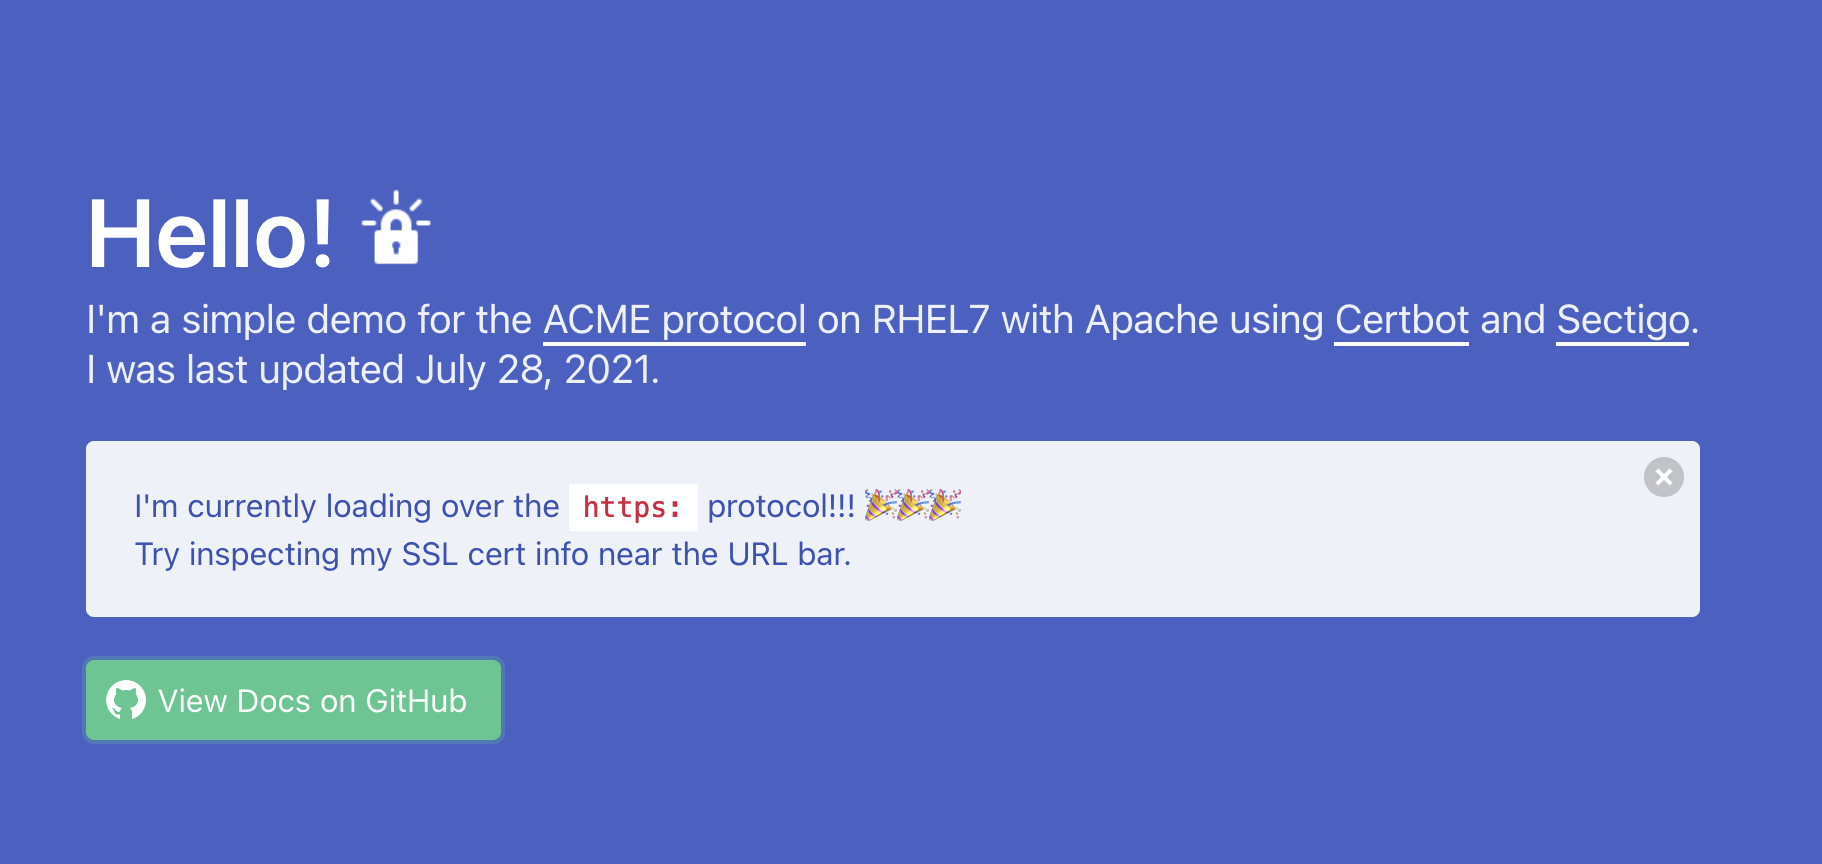 Hello!
I'm a simple demo for the ACME protocol on RHEL7 with Apache using Certbot and Sectigo.
I was last updated July 28, 2021.
I'm currently loading over the https: protocol!!! 🎉🎉🎉
Try inspecting my SSL cert info near the URL bar.
View Docs on GitHub